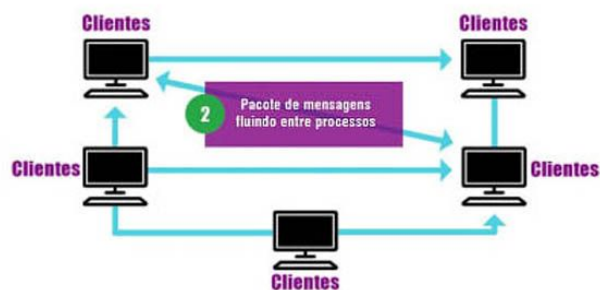 Clientes
Clientes
2
Pacote de mensagens
fluindo entre processos
Clientes
Clientes
Clientes